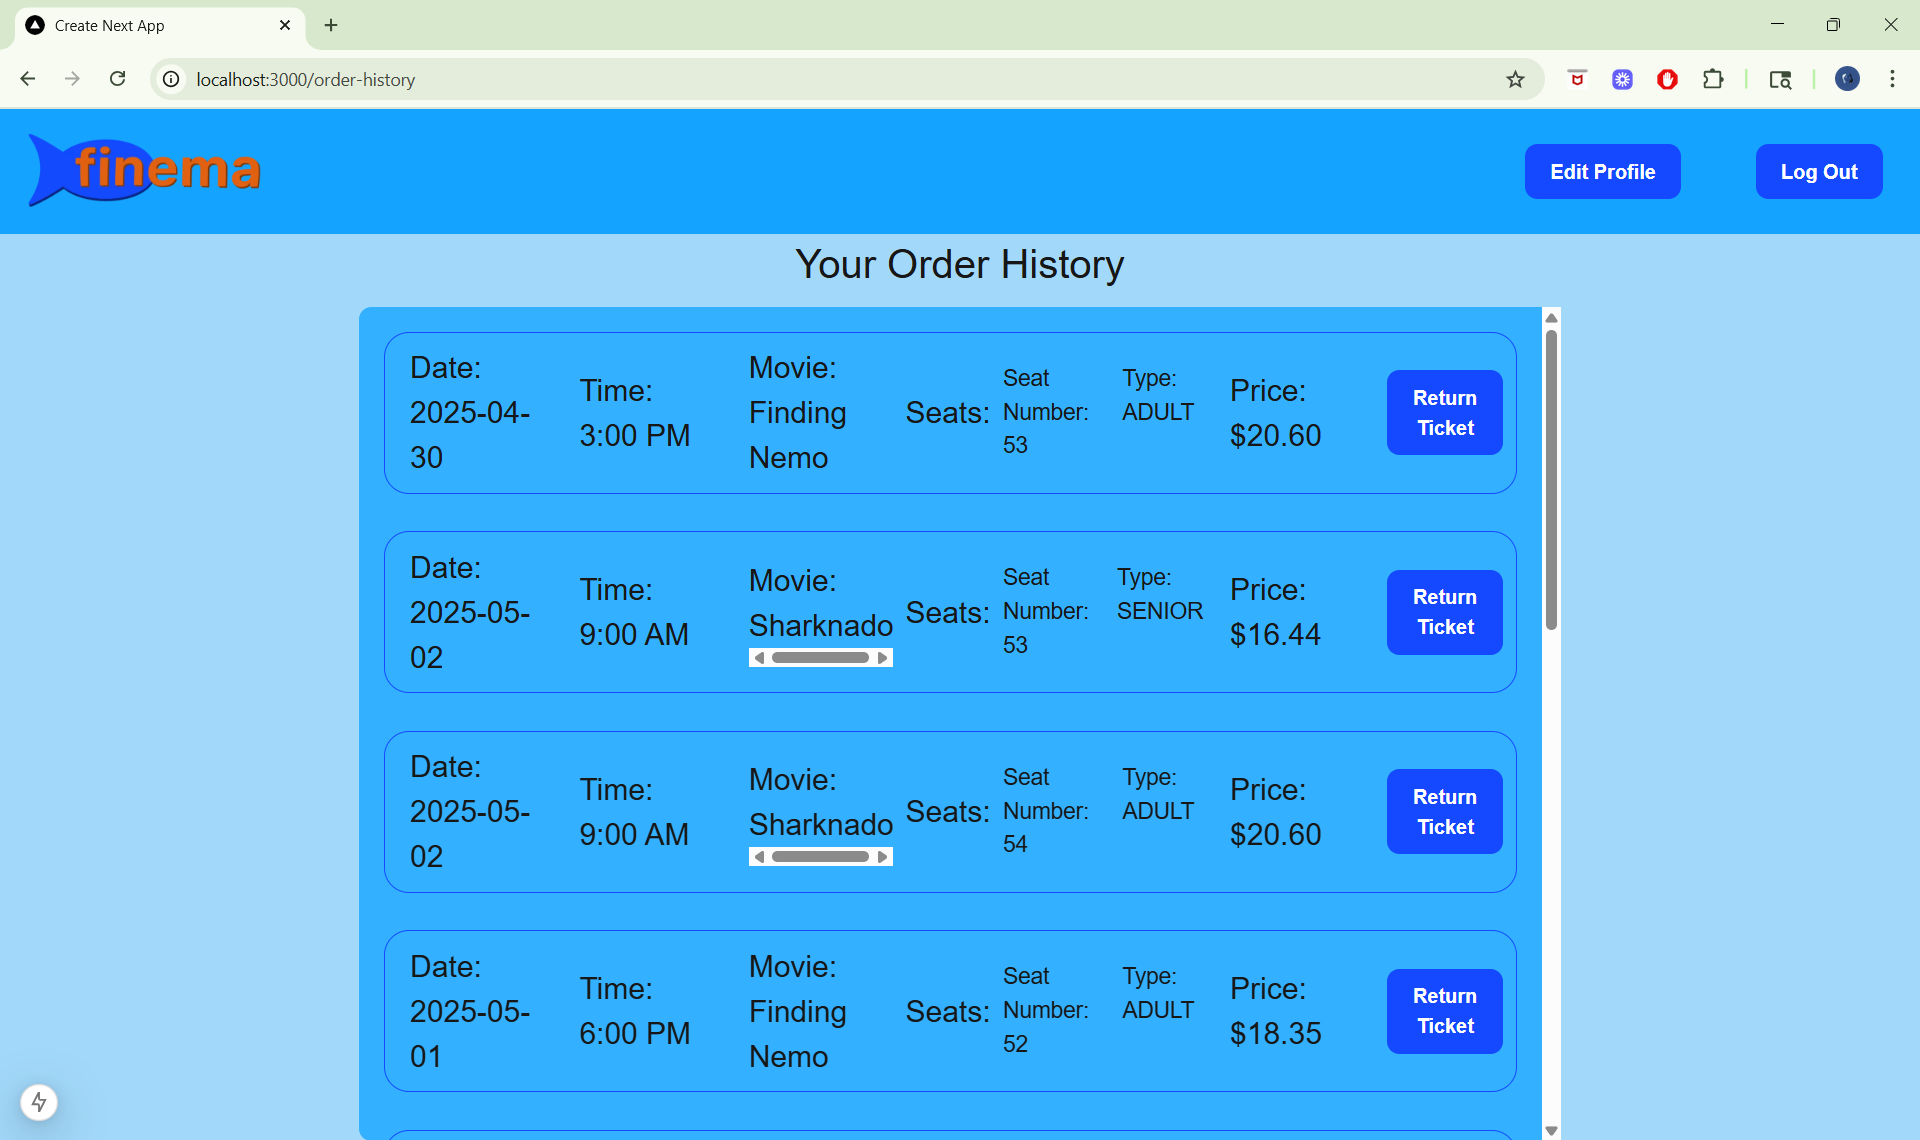 Create Next App
localhost:3000/order-history
finema
Edit Profile
Log Out
Your Order History
Date:
2025-04-
30
Time:
3:00 PM
Movie:
Finding
Nemo
Seats:
Seat
Number:
53
Type:
ADULT
Price:
$20.60
Return
Ticket
Date:
2025-05-
02
Time:
9:00 AM
Movie:
Sharknado
Seats:
Seat
Number:
53
Type:
SENIOR
Price:
$16.44
Return
Ticket
Date:
2025-05-
02
Time:
9:00 AM
Movie:
Sharknado
Seats:
Seat
Number:
54
Type:
ADULT
Price:
$20.60
Return
Ticket
Date:
2025-05-
01
Time:
6:00 PM
Movie:
Finding
Nemo
Seats:
Seat
Number:
52
Type:
ADULT
Price:
$18.35
Return
Ticket